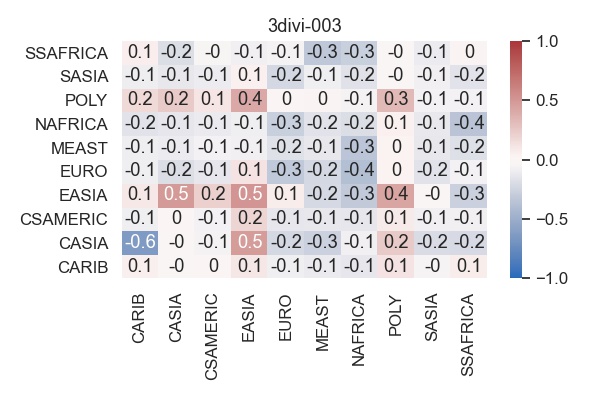 3divi-003
SSAFRICA 0.1 -0.2 -0 -0.1 -0.1 -0.3 -0.3 -0 -0.1 0
SASIA -0.1 -0.1 -0.1 0.1 -0.2 -0.1 -0.2 -0 -0.1 -0.2
POLY 0.2 0.2 0.1 0.4 0 0 -0.1 0.3 -0.1 -0.1
NAFRICA -0.2 -0.1 -0.1 -0.1 -0.3 -0.2 -0.2 0.1 -0.1 -0.4
MEAST -0.1 -0.1 -0.1 -0.1 -0.1 -0.1 -0.3 0 -0.1 -0.2
EURO -0.1 -0.2 -0.1 0.1 -0.3 -0.2 -0.4 0 -0.2 -0.1
EASIA 0.1 0.5 0.2 0.5 0.1 -0.2 -0.3 0.4 -0 -0.3
CSAMERIC -0.1 0 -0.1 0.2 -0.1 -0.1 -0.1 0.1 -0.1 -0.1
CASIA -0.6 -0 -0.1 0.5 -0.2 -0.3 -0.1 0.2 -0.2 -0.2
CARIB 0.1 -0 0 0.1 -0.1 -0.1 -0.1 0.1 -0 0.1
CARIB CASIA CSAMERIC EASIA EURO MEAST NAFRICA POLY SASIA SSAFRICA
1.0
0.5
0.0
−0.5
−1.0